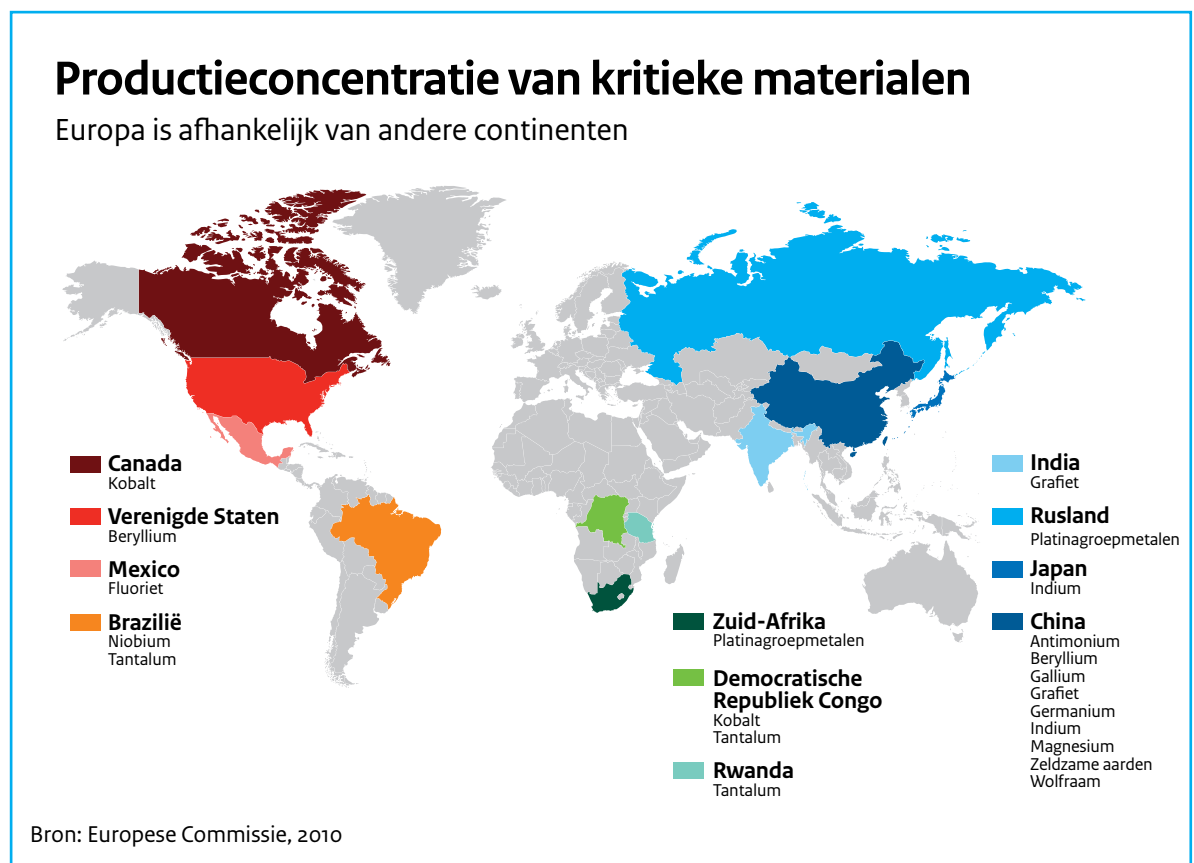 Productieconcentratie van kritieke materialen
Europa is afhankelijk van andere continenten
Canada
Kobalt
Verenigde Staten
Beryllium
Mexico
Fluoriet
Brazilië
Niobium
Tantalum
Zuid-Afrika
Platinagroepmetalen
Democratische
Republiek Congo
Kobalt
Tantalum
Rwanda
Tantalum
India
Grafiet
Rusland
Platinagroepmetalen
Japan
Indium
China
Antimonium
Beryllium
Gallium
Grafiet
Germanium
Indium
Magnesium
Zeldzame aarden
Wolfraam
Bron: Europese Commissie, 2010